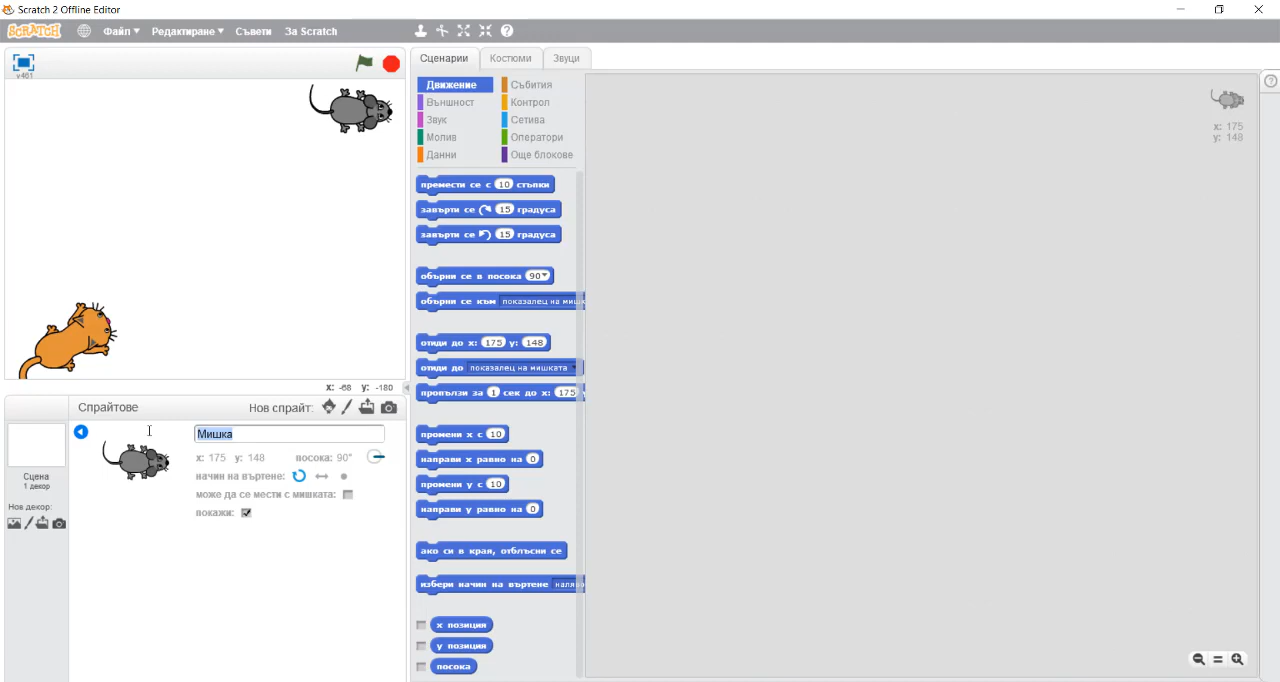 Scratch 2 Offline Editor
SCRATCH Файл Редактиране Съвети За Scratch
v461
Сценарии Костюми Звуци
Движение Събития
Външност Контрол
Звук Сетива
Молив Оператори
Данни Още блокове
x: 175
y: 148
премести се с 10 стъпки
завърти се 15 градуса
завърти се 15 градуса
обърни се в посока 90
обърни се към показалец на
отиди до x: 175 y: 148
отиди до показалец на мишката
плъзни за 1 сек до x: 175
промени x с 10
направи x равно на 0
промени y с 10
направи y равно на 0
ако си в края, отблъсни се
избери начин на въртене
x позиция
y позиция
посока
x: -68 y: -180
Спрайтове Нов спрайт:
Мишка
x: 175 y: 148 посока: 90°
начин на въртене:
може да се мести с мишката:
покажи:
Сцена
1 декор
Нов декор: